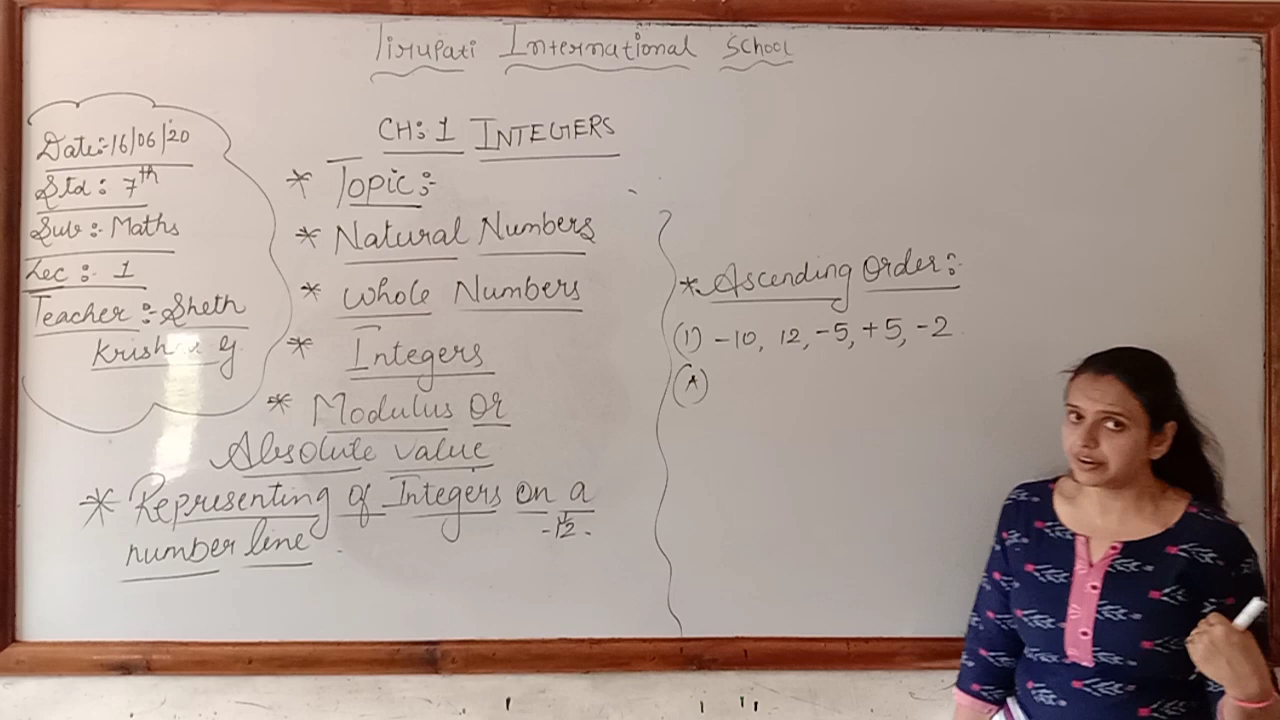 Tirupati International School
Date:-16/06/20
Std : 7th
Sub :- Maths
Lec : 1
Teacher :- Sheth
CH: 1 INTEGERS
* Topic:-
* Natural Numbers
* Whole Numbers
* Integers
* Modulus Or
Absolute value
* Representing of Integers on a
number line
* Ascending Order:-
(1) -10, 12, -5, +5, -2
(A)